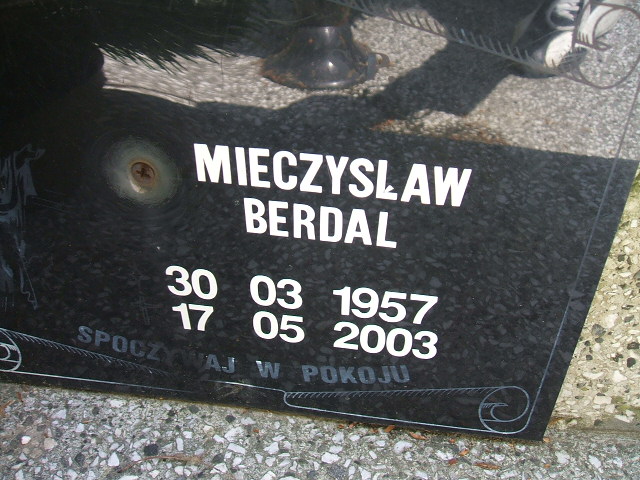 MIECZYSŁAW
BERDAL
30 03 1957
17 05 2003
SPOCZYWAJ W POKOJU